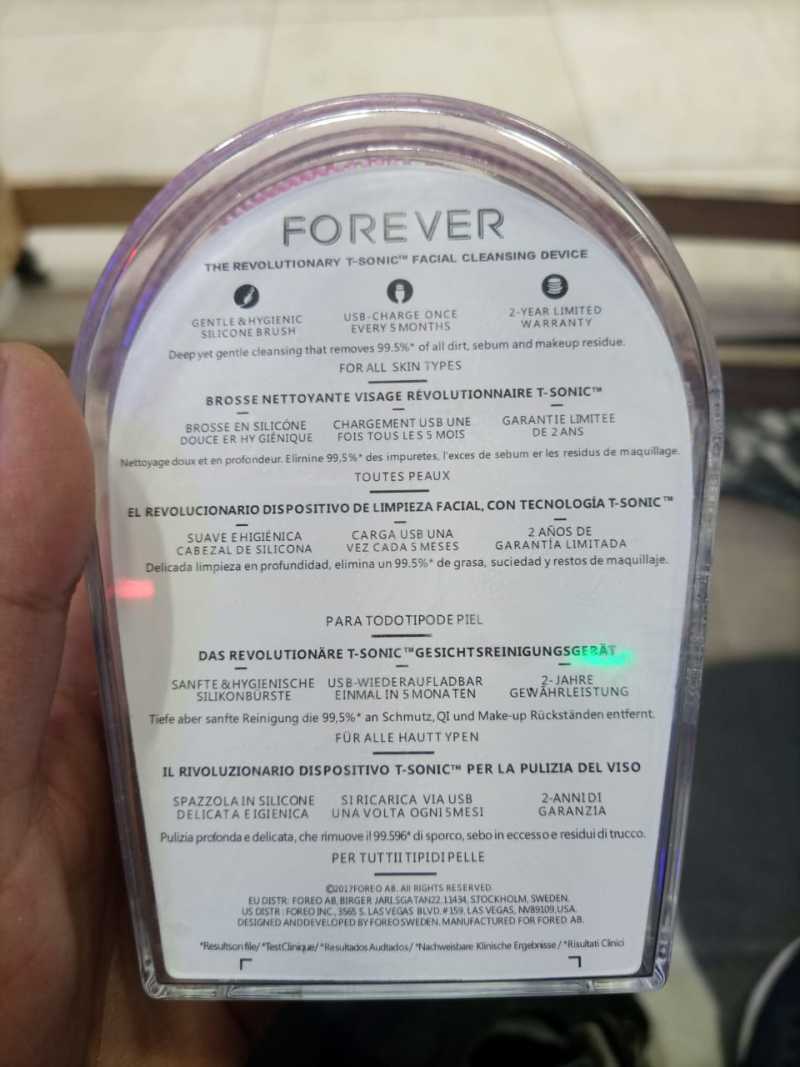 FOREVER
THE REVOLUTIONARY T-SONIC™ FACIAL CLEANSING DEVICE
GENTLE & HYGIENIC
SILICONE BRUSH
USB-CHARGE ONCE
EVERY 5 MONTHS
2-YEAR LIMITED
WARRANTY
Deep yet gentle cleansing that removes 99.5%* of all dirt, sebum and makeup residue.
FOR ALL SKIN TYPES
BROSSE NETTOYANTE VISAGE RÉVOLUTIONNAIRE T-SONIC™
BROSSE EN SILICÓNE
DOUCE ER HY GIÉNIQUE
CHARGEMENT USB UNE
FOIS TOUS LES 5 MOIS
GARANTIE LIMITEE
DE 2 ANS
Nettoyage doux et en profondeur. Elirnine 99,5%* des impuretes, l'exces de sebum er les residus de maquillage.
TOUTES PEAUX
EL REVOLUCIONARIO DISPOSITIVO DE LIMPIEZA FACIAL, CON TECNOLOGÍA T-SONIC™
SUAVE EHIGIÉNICA
CABEZAL DE SILICONA
CARGA USB UNA
VEZ CADA 5 MESES
2 AÑOS DE
GARANTÍA LIMITADA
Delicada limpieza en profundidad, elimina un 99.5%* de grasa, suciedad y restos de maquillaje.
PARA TODOTIPODE PIEL
DAS REVOLUTIONÄRE T-SONIC™GESICHTSREINIGUNGSGERÄT
SANFTE & HYGIENISCHE
SILIKONBÜRSTE
USB-WIEDERAUFLADBAR
EINMAL IN 5 MONATEN
2-JAHRE
GEWÄHRLEISTUNG
Tiefe aber sanfte Reinigung die 99,5%* an Schmutz, QI und Make-up Rückständen entfernt.
FÜR ALLE HAUTTYPEN
IL RIVOLUZIONARIO DISPOSITIVO T-SONIC™ PER LA PULIZIA DEL VISO
SPAZZOLA IN SILICONE
DELICATA E IGIENICA
SI RICARICA VIA USB
UNA VOLTA OGNI 5MESI
2-ANNI DI
GARANZIA
Pulizia profonda e delicata, che rimuove il 99.596* di sporco, sebo in eccesso e residui di trucco.
PER TUTTI I TIPI DI PELLE
©2017FOREO AB. All RIGHTS RESERVED.
EU DISTR: FOREO AB, BIRGER JARLSGATAN22, 11434, STOCKHOLM, SWEDEN.
US DISTR : FOREO INC., 3565 S. LAS VEGAS BLVD. # 159, LAS VEGAS, NV89109, USA.
DESIGNED ANDDEVELOPED BY FOREO SWEDEN. MANUFACTURED FOR FORED AB.
*Resultson file/ *TestClinique/ *Resultados Audtados/ *Nachweisbare Klinische Ergebnisse / *Risultati Clinici